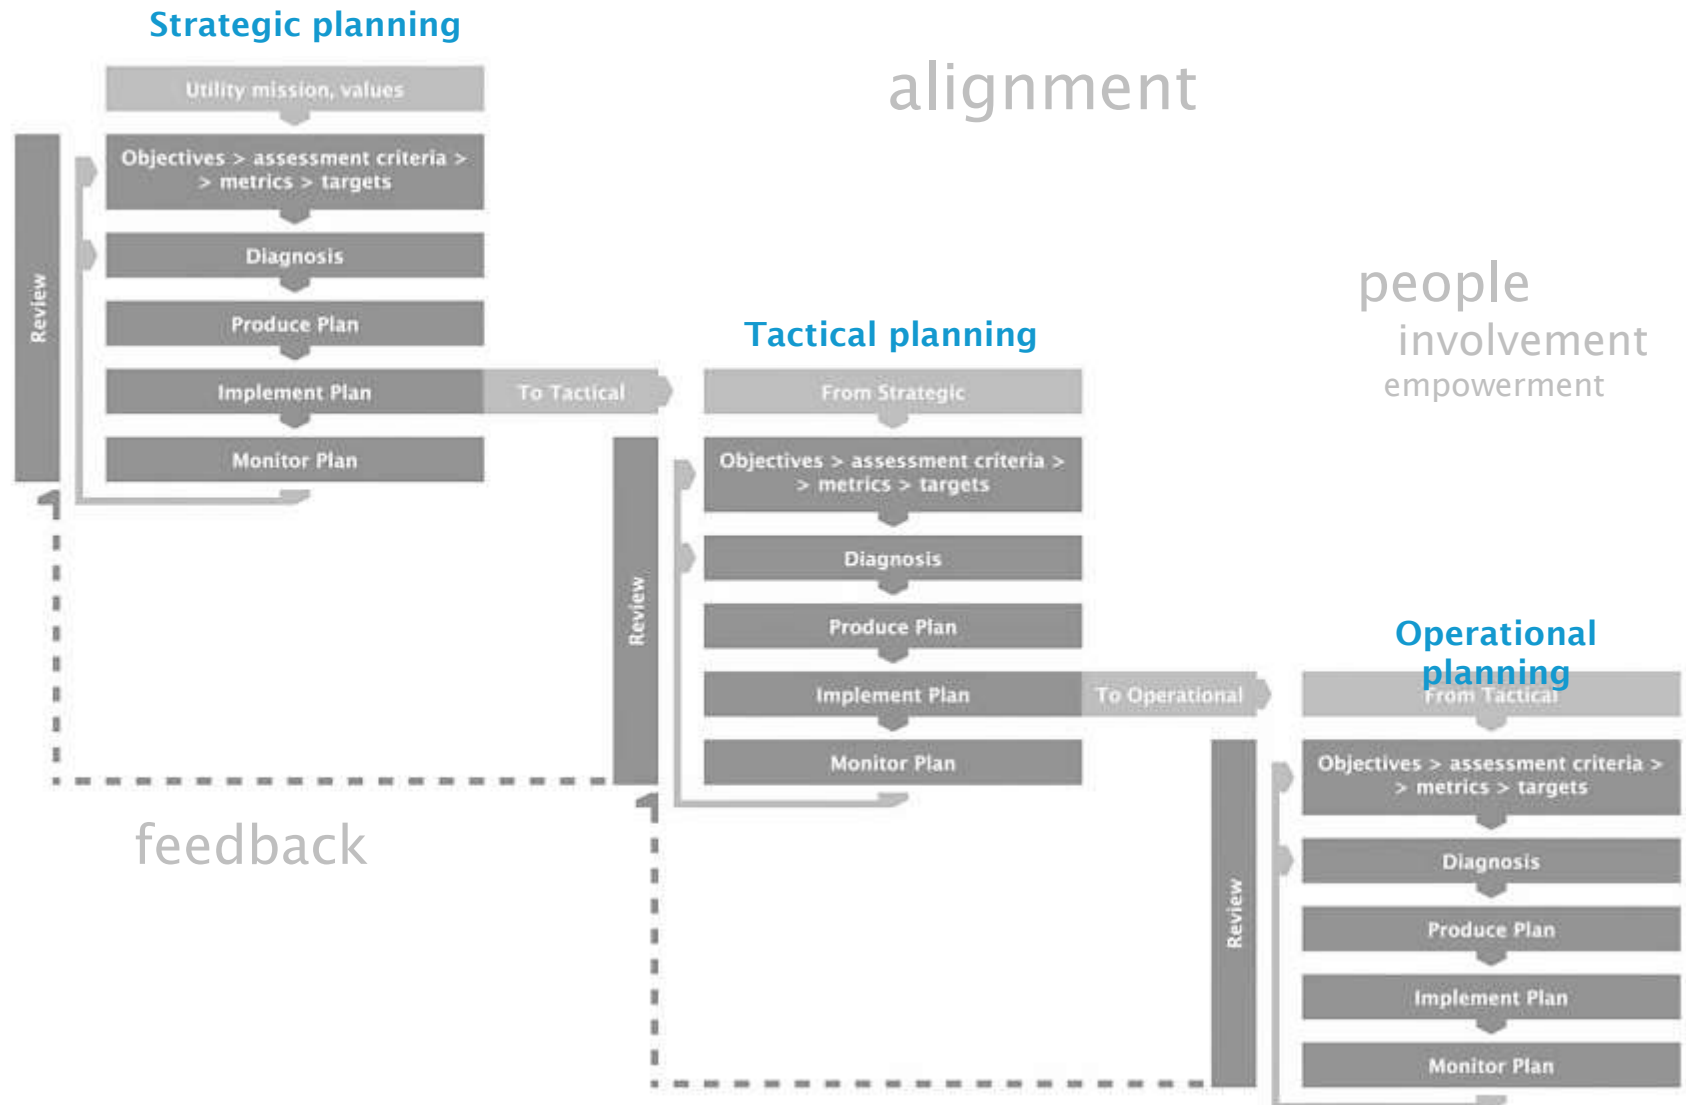 Strategic planning
Utility mission, values
Objectives > assessment criteria >
> metrics > targets
Diagnosis
Produce Plan
Implement Plan
To Tactical
Monitor Plan
Review
alignment
people
involvement
empowerment
Tactical planning
From Strategic
Objectives > assessment criteria >
> metrics > targets
Diagnosis
Produce Plan
Implement Plan
To Operational
Monitor Plan
Review
feedback
Operational
planning
From Tactical
Objectives > assessment criteria >
> metrics > targets
Diagnosis
Produce Plan
Implement Plan
Monitor Plan
Review